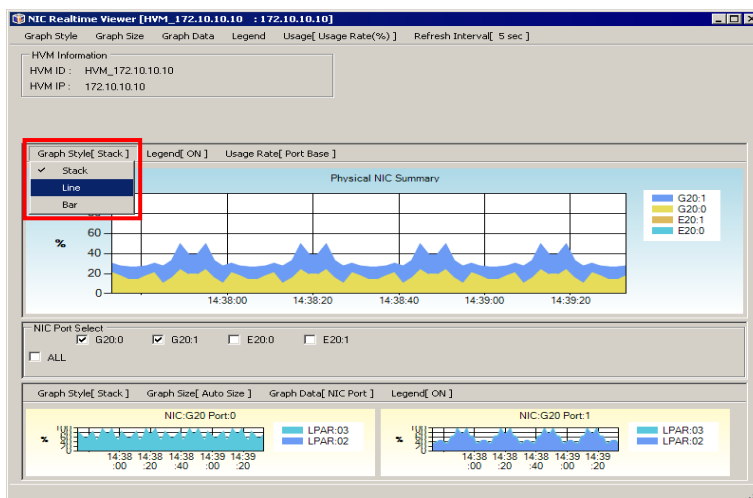 NIC Realtime Viewer [HVM_172.10.10.10 : 172.10.10.10]
Graph Style Graph Size Graph Data Legend Usage[ Usage Rate(%) ] Refresh Interval[ 5 sec ]
HVM Information
HVM ID : HVM_172.10.10.10
HVM IP : 172.10.10.10
Graph Style[ Stack ] Legend[ ON ] Usage Rate[ Port Base ]
Stack
Line
Bar
Physical NIC Summary
%
60
40
20
0
14:38:00 14:38:20 14:38:40 14:39:00 14:39:20
G20:1
G20:0
E20:1
E20:0
NIC Port Select
G20:0 G20:1 E20:0 E20:1
ALL
Graph Style[ Stack ] Graph Size[ Auto Size ] Graph Data[ NIC Port ] Legend[ ON ]
NIC:G20 Port:0
%
14:38 14:38 14:38 14:39 14:39
:00 :20 :40 :00 :20
LPAR:03
LPAR:02
NIC:G20 Port:1
%
14:38 14:38 14:38 14:39 14:39
:00 :20 :40 :00 :20
LPAR:03
LPAR:02